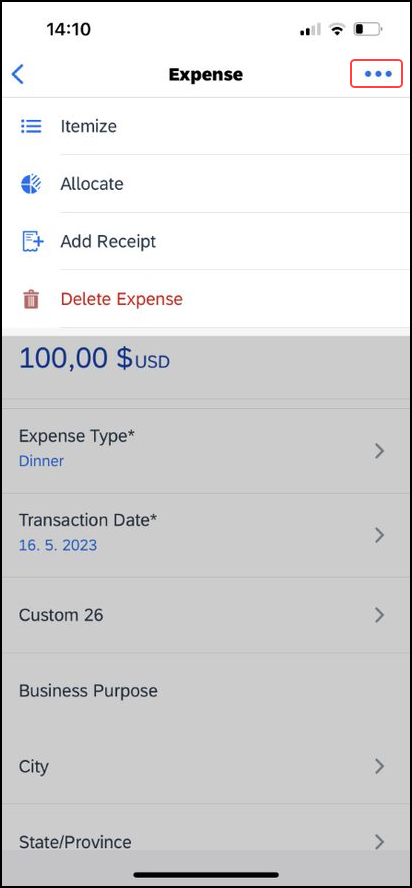 14:10
Expense
Itemize
Allocate
Add Receipt
Delete Expense
100,00 $USD
Expense Type*
Dinner
Transaction Date*
16. 5. 2023
Custom 26
Business Purpose
City
State/Province